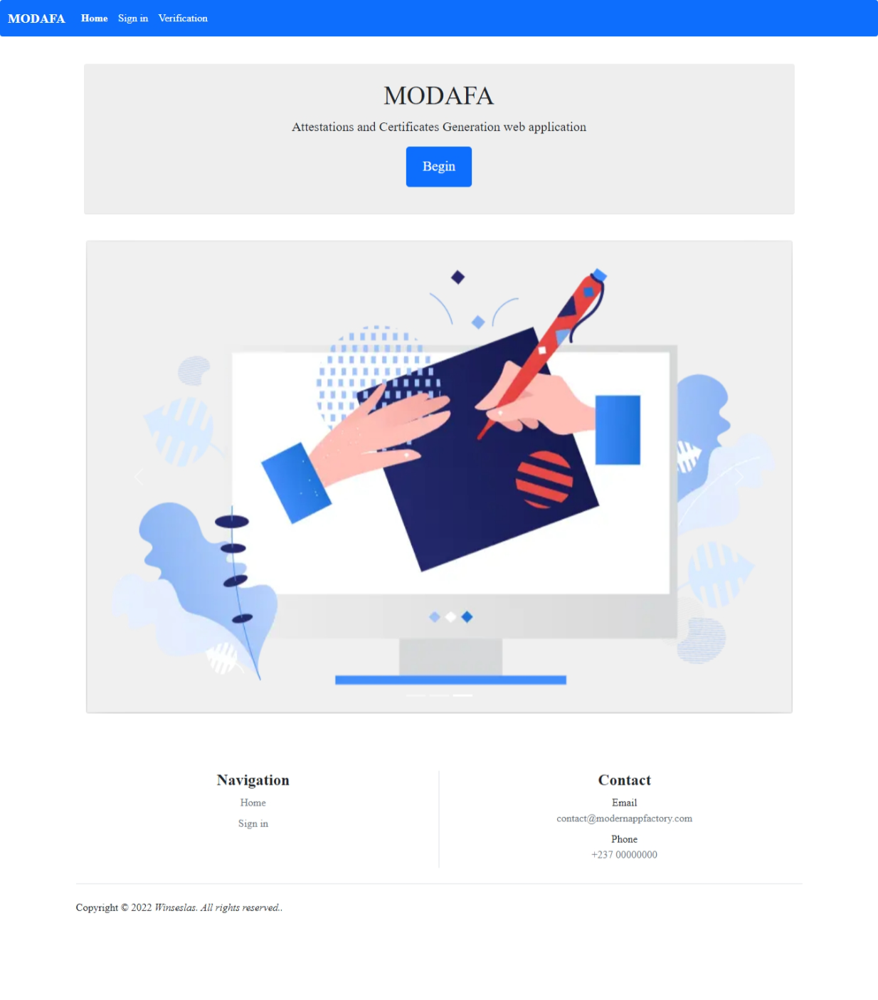 MODAFA Home Sign in Verification
MODAFA
Attestations and Certificates Generation web application
Begin
Navigation
Home
Sign in
Contact
Email
contact@modernappfactory.com
Phone
+237 00000000
Copyright © 2022 Winseslas. All rights reserved..